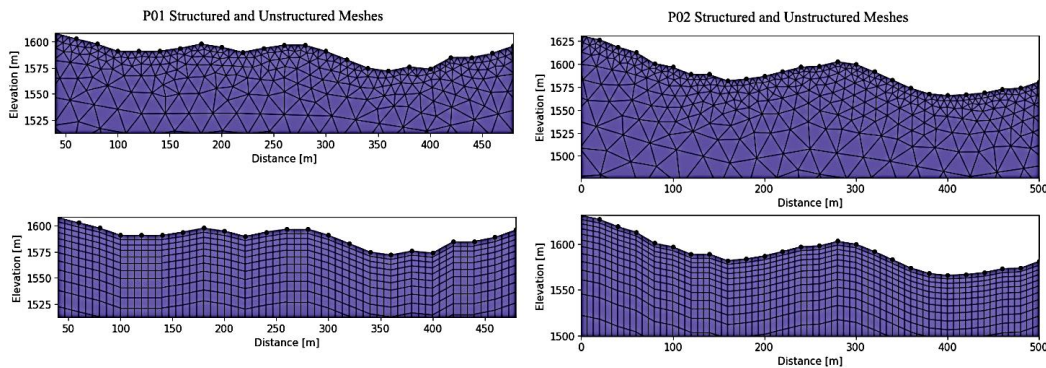 P01 Structured and Unstructured Meshes
P02 Structured and Unstructured Meshes
Elevation [m]
1600
1575
1550
1525
50 100 150 200 250 300 350 400 450
Distance [m]
Elevation [m]
1625
1600
1575
1550
1525
1500
0 100 200 300 400 500
Distance [m]
Elevation [m]
1600
1575
1550
1525
50 100 150 200 250 300 350 400 450
Distance [m]
Elevation [m]
1600
1550
1500
0 100 200 300 400 500
Distance [m]